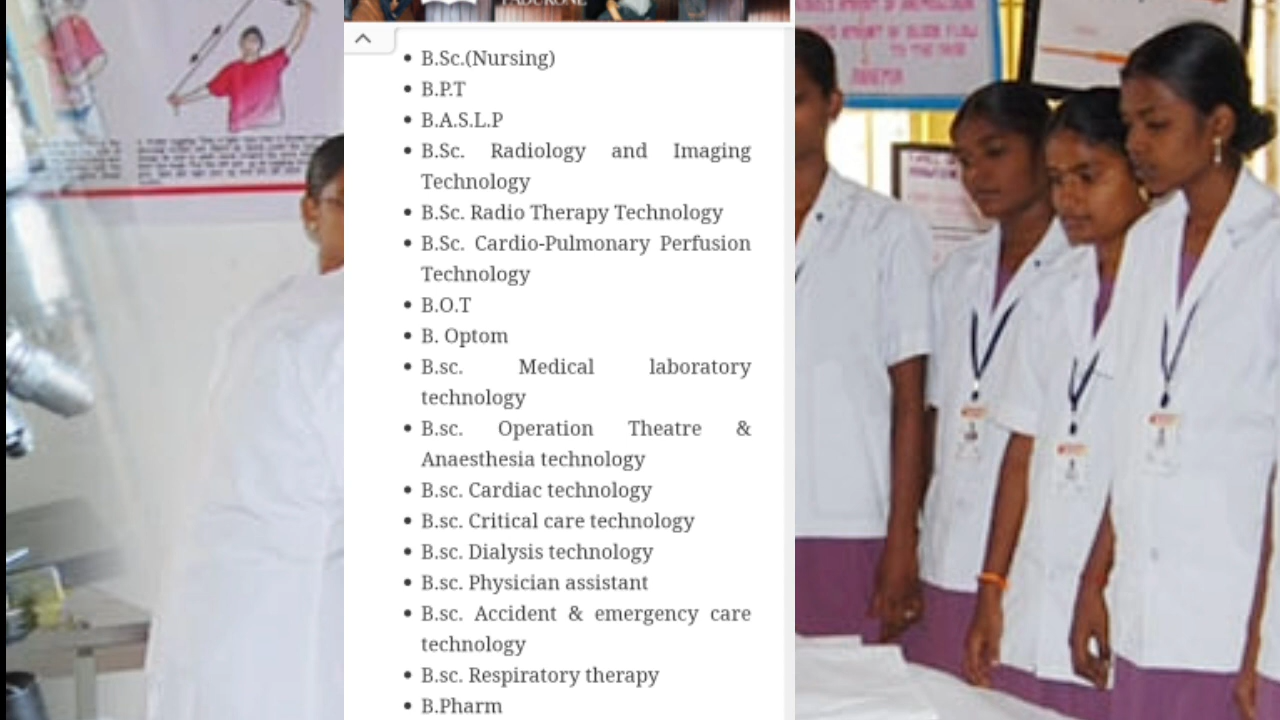 B.Sc.(Nursing)
B.P.T
B.A.S.L.P
B.Sc. Radiology and Imaging
Technology
B.Sc. Radio Therapy Technology
B.Sc. Cardio-Pulmonary Perfusion
Technology
B.O.T
B. Optom
B.sc. Medical laboratory
technology
B.sc. Operation Theatre &
Anaesthesia technology
B.sc. Cardiac technology
B.sc. Critical care technology
B.sc. Dialysis technology
B.sc. Physician assistant
B.sc. Accident & emergency care
technology
B.sc. Respiratory therapy
B.Pharm
TO THE